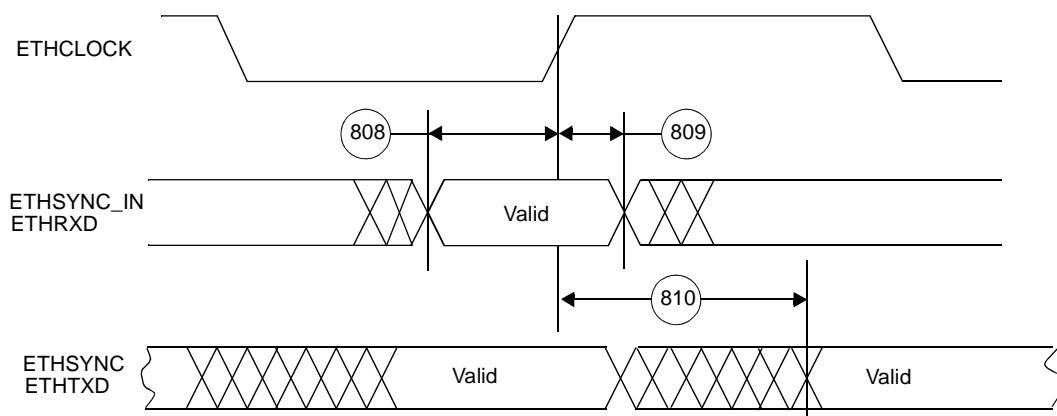 ETHCLOCK
808
809
ETHSYNC_IN
ETHRXD
Valid
810
ETHSYNC
ETHTXD
Valid
Valid